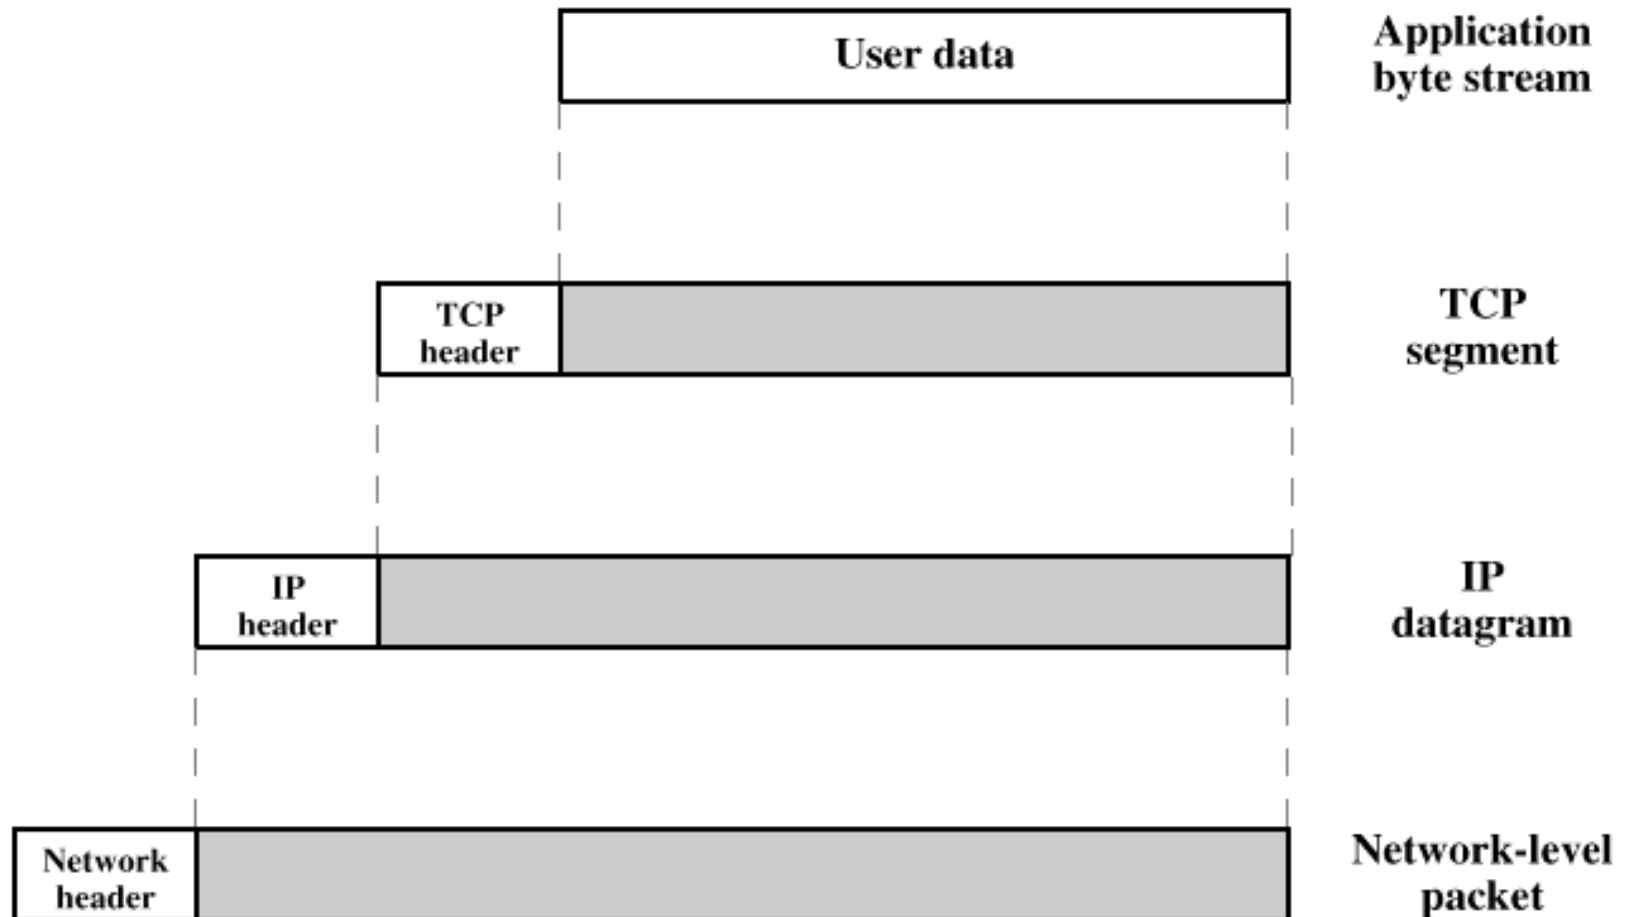 User data
Application
byte stream
TCP
header
TCP
segment
IP
header
IP
datagram
Network
header
Network-level
packet